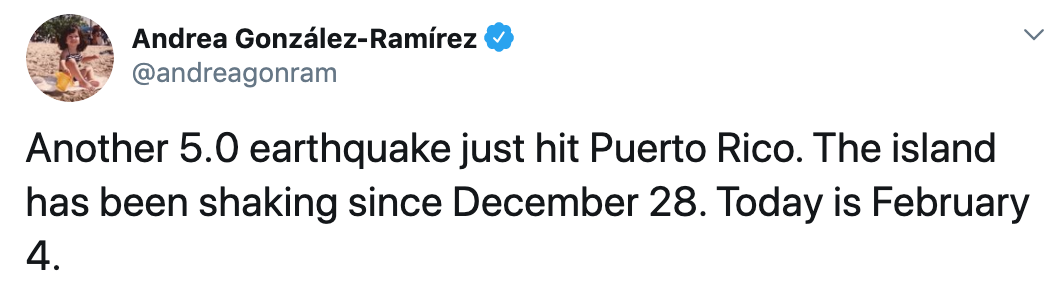 Andrea González-Ramírez
@andreagonram
Another 5.0 earthquake just hit Puerto Rico. The island
has been shaking since December 28. Today is February
4.